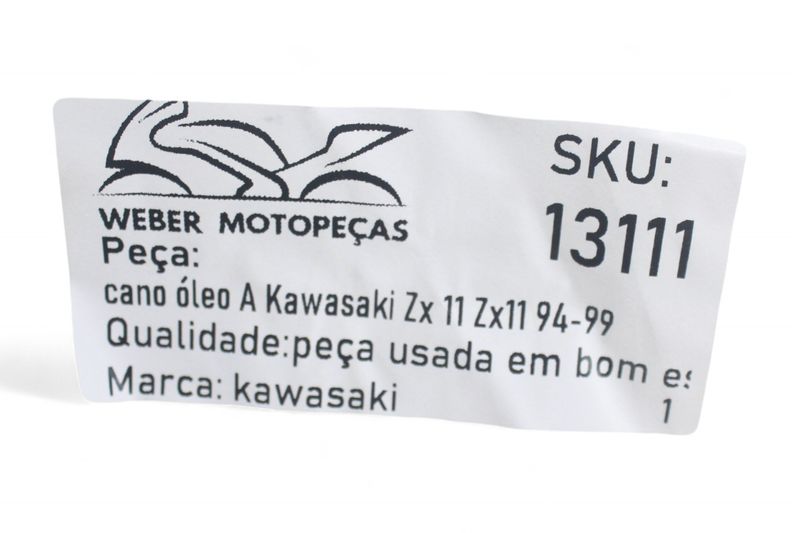 WEBER MOTOPEÇAS
SKU:
13111
Peça:
cano óleo A Kawasaki Zx 11 Zx11 94-99
Qualidade:peça usada em bom es
Marca: kawasaki
1